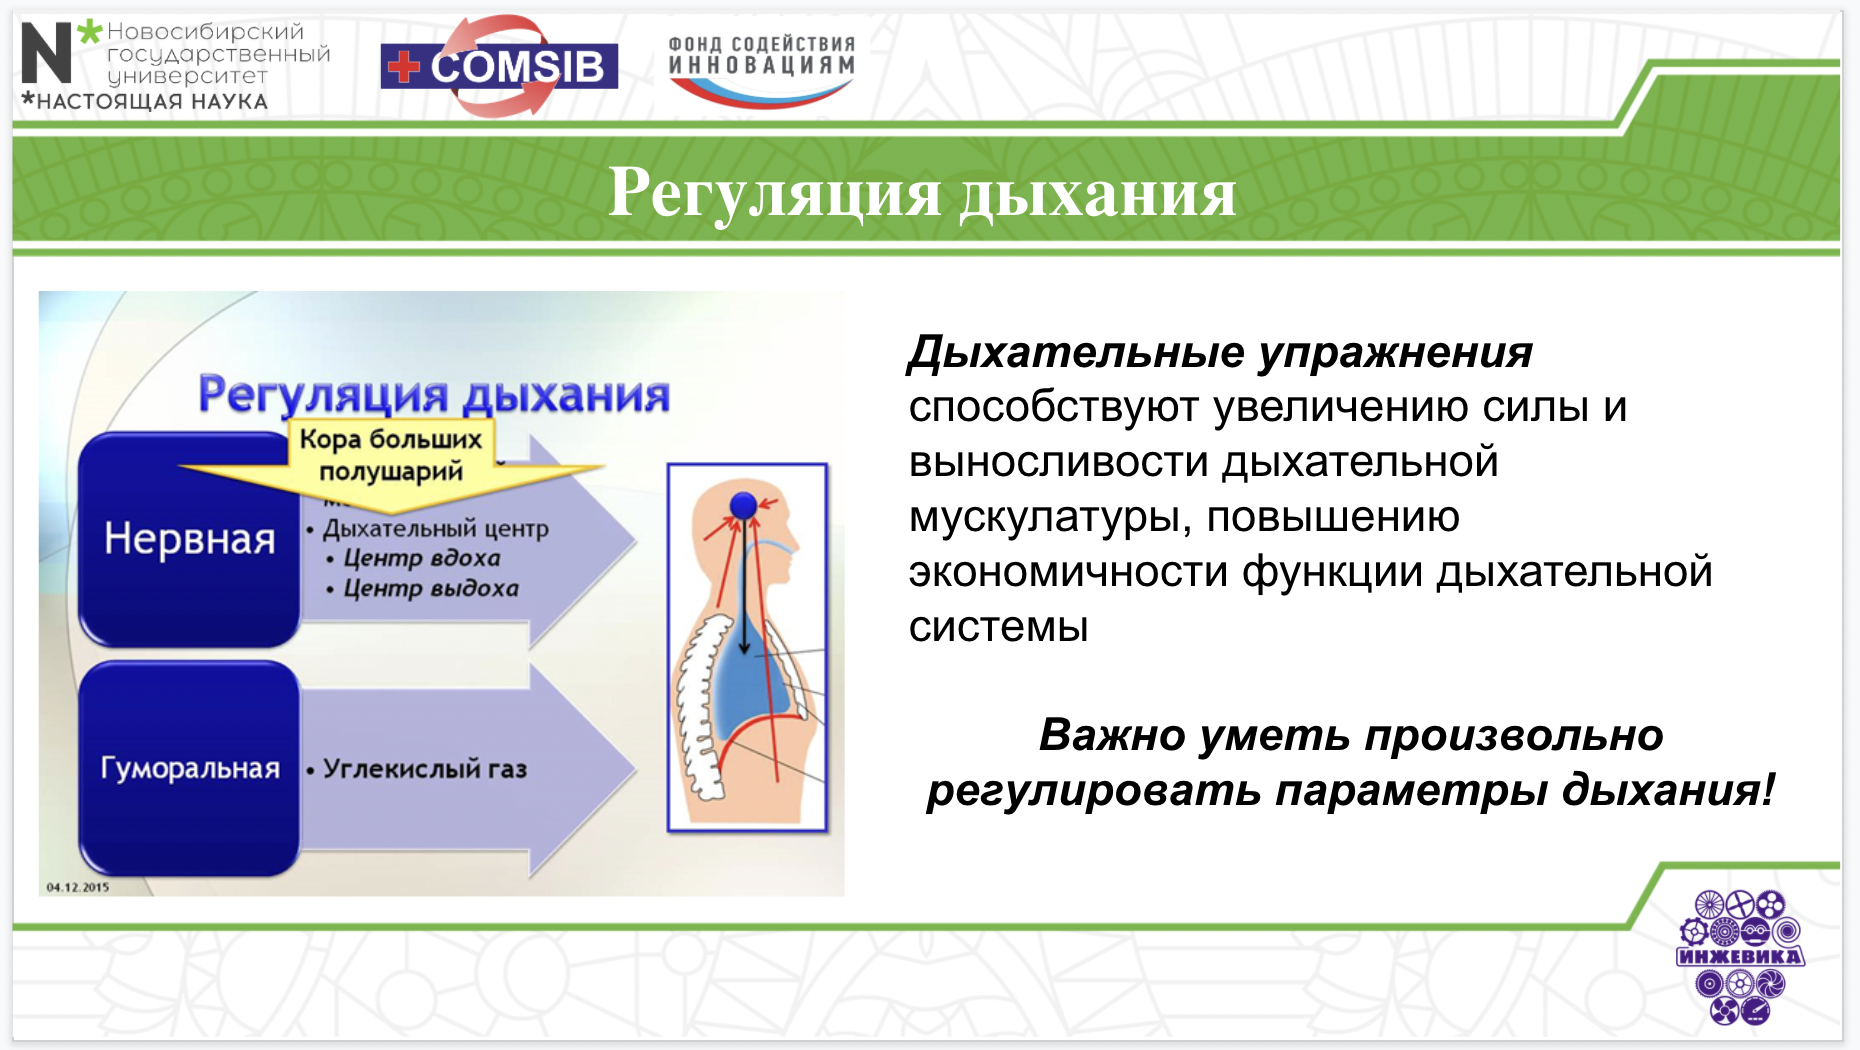 N*
Новосибирский
государственный
университет
*НАСТОЯЩАЯ НАУКА
COMSIB
ФОНД СОДЕЙСТВИЯ
ИННОВАЦИЯМ
Регуляция дыхания
Регуляция дыхания
Кора больших
полушарий
Нервная
• Дыхательный центр
• Центр вдоха
• Центр выдоха
Гуморальная
• Углекислый газ
04.12.2015
Дыхательные упражнения
способствуют увеличению силы и
выносливости дыхательной
мускулатуры, повышению
экономичности функции дыхательной
системы
Важно уметь произвольно
регулировать параметры дыхания!
ИНЖЕВИКА